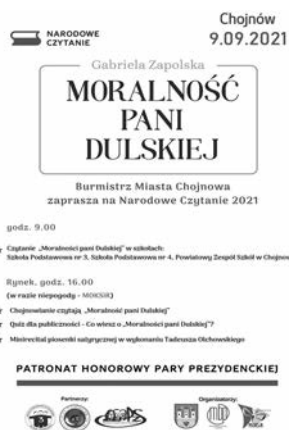 Chojnów
NARODOWE
CZYTANIE
9.09.2021
Gabriela Zapolska
MORALNOŚĆ
PANI
DULSKIEJ
Burmistrz Miasta Chojnowa
zaprasza na Narodowe Czytanie 2021
godz. 9.00
Czytanie „Moralności pani Dulskiej" w szkołach:
Szkoła Podstawowa nr 3, Szkoła Podstawowa nr 4, Powiatowy Zespół Szkół w Chojnow
Rynek, godz. 16.00
(w razie niepogody - MOKSiR)
Chojnowianie czytają „Moralność pani Dulskiej"
Quiz dla publiczności - Co wiesz o „Moralności pani Dulskiej"?
Minirecital piosenki satyrycznej w wykonaniu Tadeusza Olchowskiego
PATRONAT HONOROWY PARY PREZYDENCKIEJ
Partnerzy:
Organizatorzy: